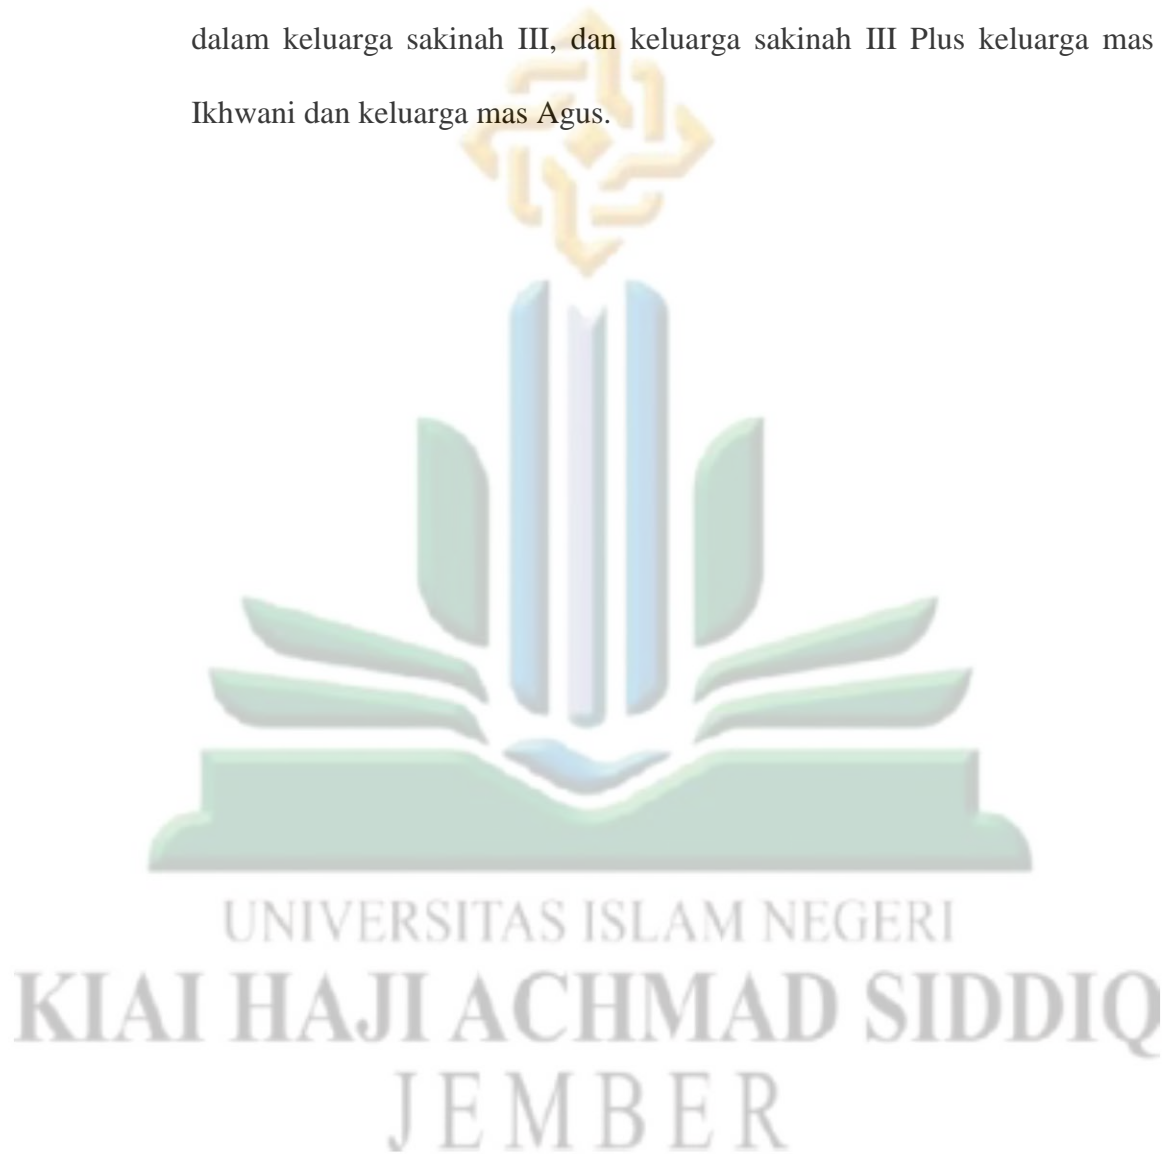 dalam keluarga sakinah III, dan keluarga sakinah III Plus keluarga mas
Ikhwani dan keluarga mas Agus.
UNIVERSITAS ISLAM NEGERI
KIAI HAJI ACHMAD SIDDIQ
JEMBER